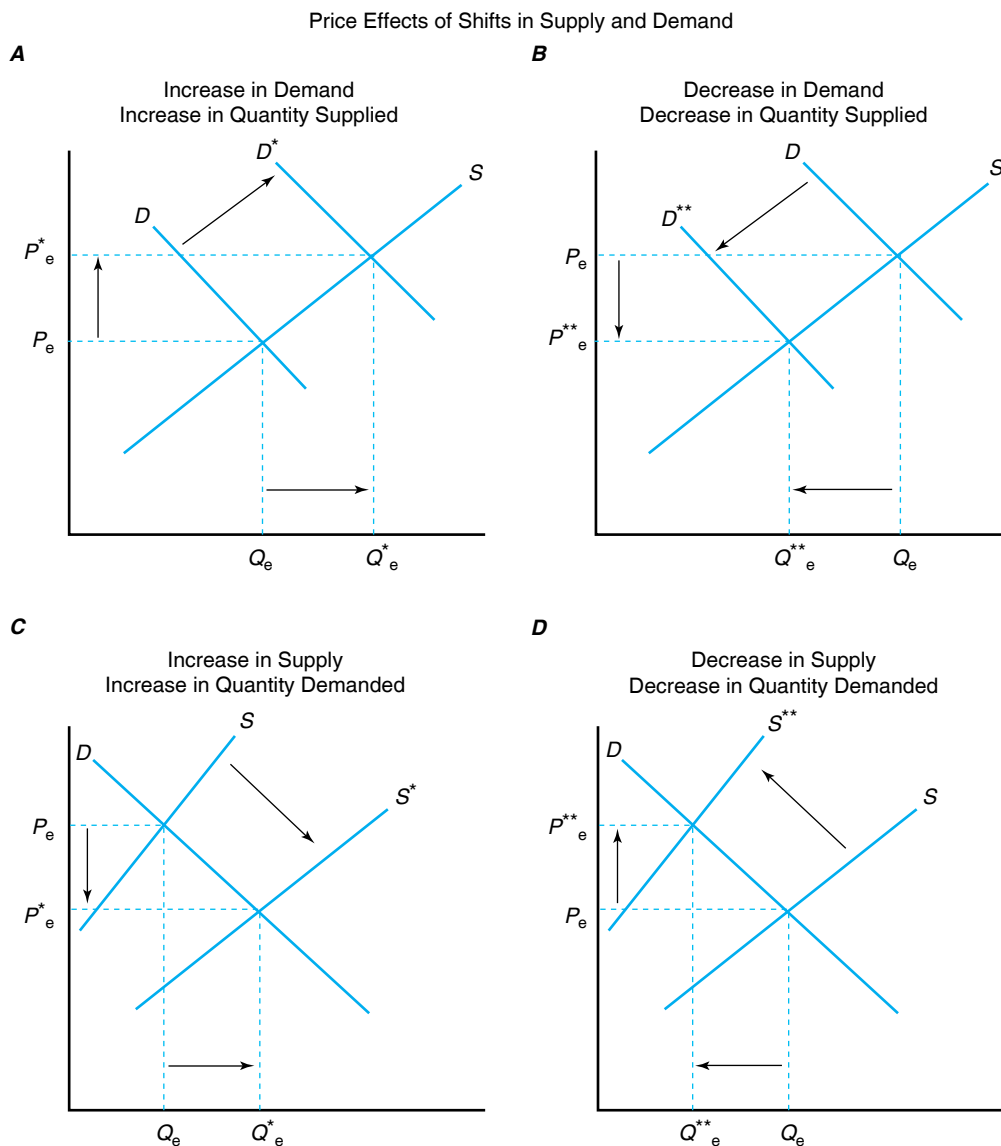 Price Effects of Shifts in Supply and Demand
A
Increase in Demand
Increase in Quantity Supplied
D*
S
D
P*e
Pe
Qe
Q*e
B
Decrease in Demand
Decrease in Quantity Supplied
D
S
D**
Pe
P**e
Q**e
Qe
C
Increase in Supply
Increase in Quantity Demanded
S
D
S*
Pe
P*e
Qe
Q*e
D
Decrease in Supply
Decrease in Quantity Demanded
S**
D
S
P**e
Pe
Q**e
Qe